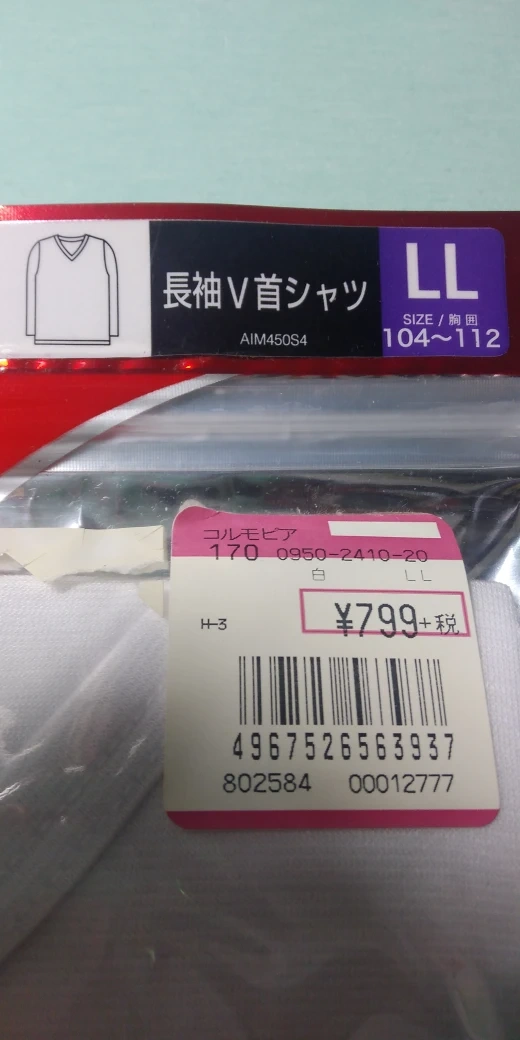 長袖V首シャツ
AIM450S4
LL
SIZE / 胸囲
104〜112
コルモピア
170 0950-2410-20
白 LL
H-3
¥799+税
4967526563937
802584 00012777